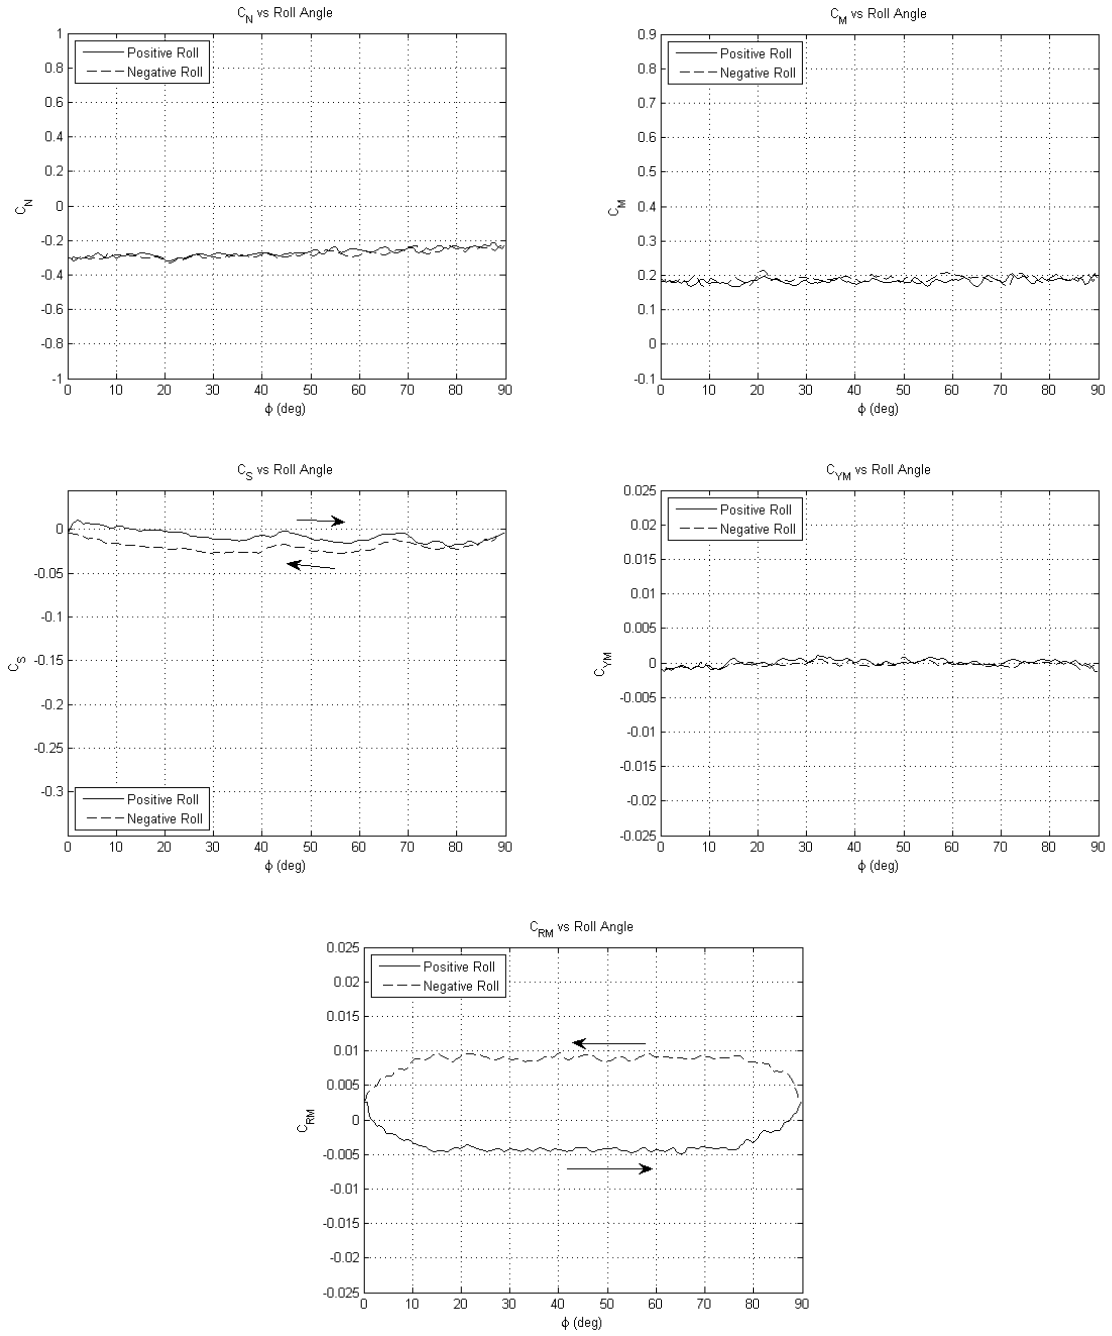 C_N vs Roll Angle
Positive Roll
Negative Roll
1
0.8
0.6
0.4
0.2
0
-0.2
-0.4
-0.6
-0.8
-1
C_N
0 10 20 30 40 50 60 70 80 90
ϕ (deg)
C_M vs Roll Angle
Positive Roll
Negative Roll
0.9
0.8
0.7
0.6
0.5
0.4
0.3
0.2
0.1
0
-0.1
C_M
0 10 20 30 40 50 60 70 80 90
ϕ (deg)
C_S vs Roll Angle
0
-0.05
-0.1
-0.15
-0.2
-0.25
-0.3
C_S
Positive Roll
Negative Roll
0 10 20 30 40 50 60 70 80 90
ϕ (deg)
C_YM vs Roll Angle
Positive Roll
Negative Roll
0.025
0.02
0.015
0.01
0.005
0
-0.005
-0.01
-0.015
-0.02
-0.025
C_YM
0 10 20 30 40 50 60 70 80 90
ϕ (deg)
C_RM vs Roll Angle
Positive Roll
Negative Roll
0.025
0.02
0.015
0.01
0.005
0
-0.005
-0.01
-0.015
-0.02
-0.025
C_RM
0 10 20 30 40 50 60 70 80 90
ϕ (deg)